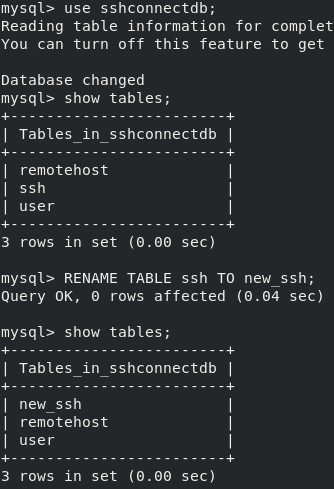 mysql> use sshconnectdb;
Reading table information for complet
You can turn off this feature to get
Database changed
mysql> show tables;
+------------------------+
| Tables_in_sshconnectdb |
+------------------------+
| remotehost             |
| ssh                    |
| user                   |
+------------------------+
3 rows in set (0.00 sec)
mysql> RENAME TABLE ssh TO new_ssh;
Query OK, 0 rows affected (0.04 sec)
mysql> show tables;
+------------------------+
| Tables_in_sshconnectdb |
+------------------------+
| new_ssh                |
| remotehost             |
| user                   |
+------------------------+
3 rows in set (0.00 sec)